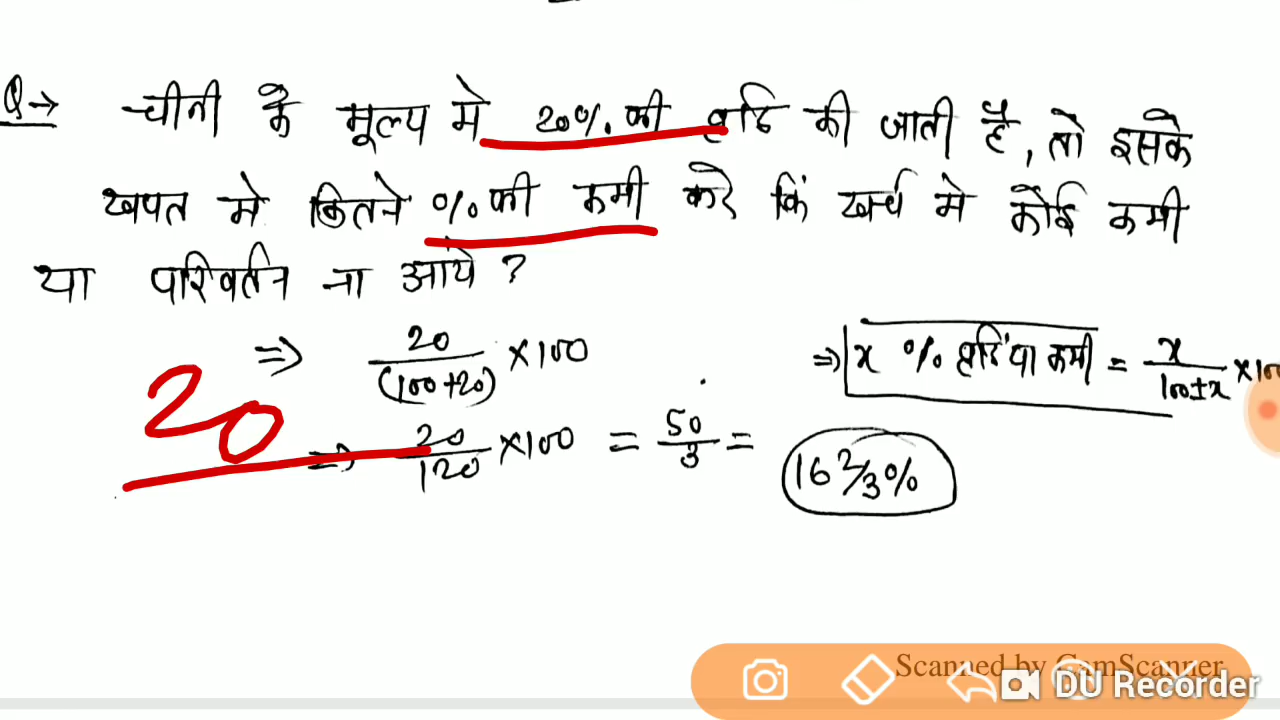 Q→ चीनी के मूल्य मे 20%. की वृद्धि की जाती है, तो इसके
खपत मे कितने %की कमी करे कि खर्च मे कोई कमी
या परिवर्तन ना आये ?
⇒ 20/(100+20) ×100
⇒ x % वृद्धि या कमी = x/100±x ×100
20
⇒ 20/120 ×100 = 50/3 = 16 2/3%
Scanned by CamScanner
DU Recorder